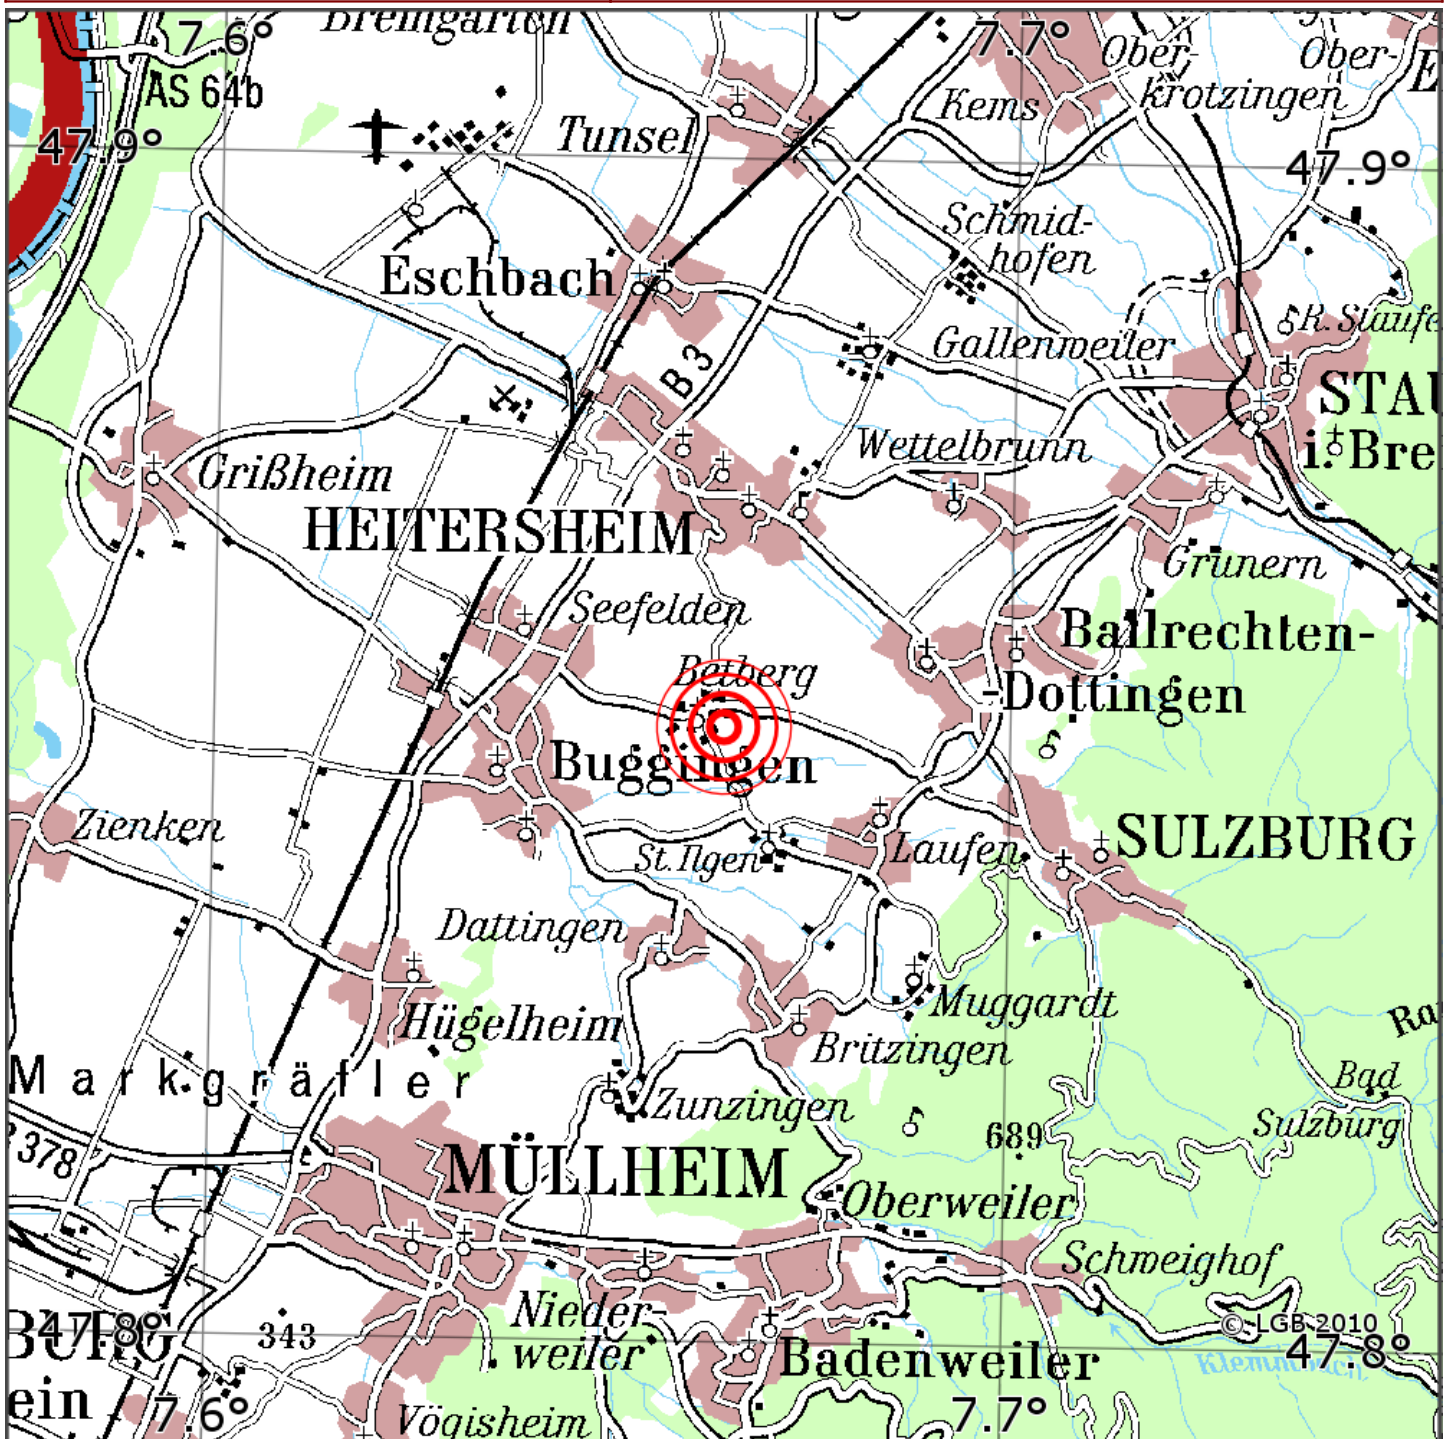 Bremgarten
7.6°
7.7°
Ober-
Ober-
AS 64b
Kems
krotzingen
47.9°
Tunsel
47.9°
Schmid-
hofen
Eschbach
Gallenweiler
B 3
STAU
i. Bre
Wettelbrunn
Grißheim
HEITERSHEIM
Grunern
Seefelden
Ballrechten-
-Dottingen
Betberg
Buggingen
Zienken
SULZBURG
St. Ilgen
Laufen
Dattingen
Muggardt
Hügelheim
Britzingen
Markgräfler
Bad
Sulzburg
Zunzingen
689
378
MÜLLHEIM
Oberweiler
Schweighof
Nieder-
weiler
343
© LGB 2010
47.8°
47.8°
Badenweiler
Klemmbach
ein
7.6°
7.7°
Vögisheim